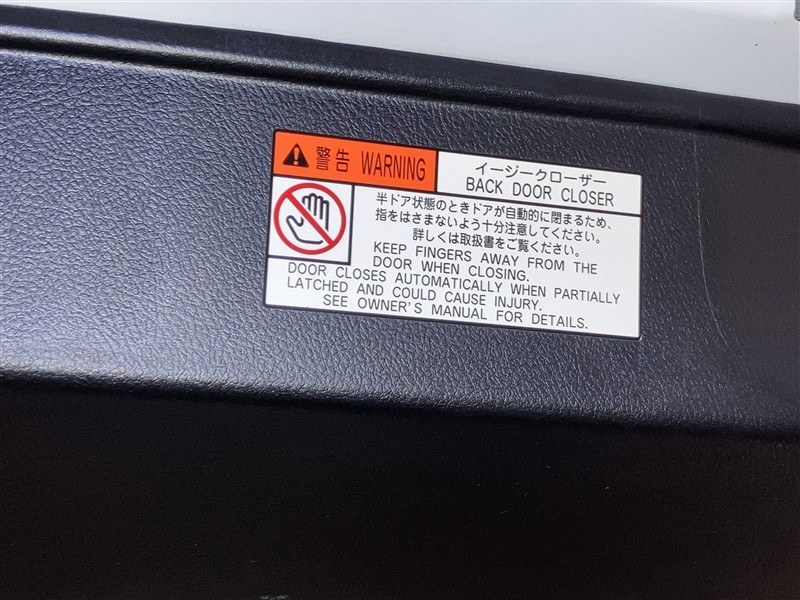 警告 WARNING
イージークローザー
BACK DOOR CLOSER
半ドア状態のときドアが自動的に閉まるため、
指をはさまないよう十分注意してください。
詳しくは取扱書をご覧ください。
KEEP FINGERS AWAY FROM THE
DOOR WHEN CLOSING.
DOOR CLOSES AUTOMATICALLY WHEN PARTIALLY
LATCHED AND COULD CAUSE INJURY.
SEE OWNER'S MANUAL FOR DETAILS.